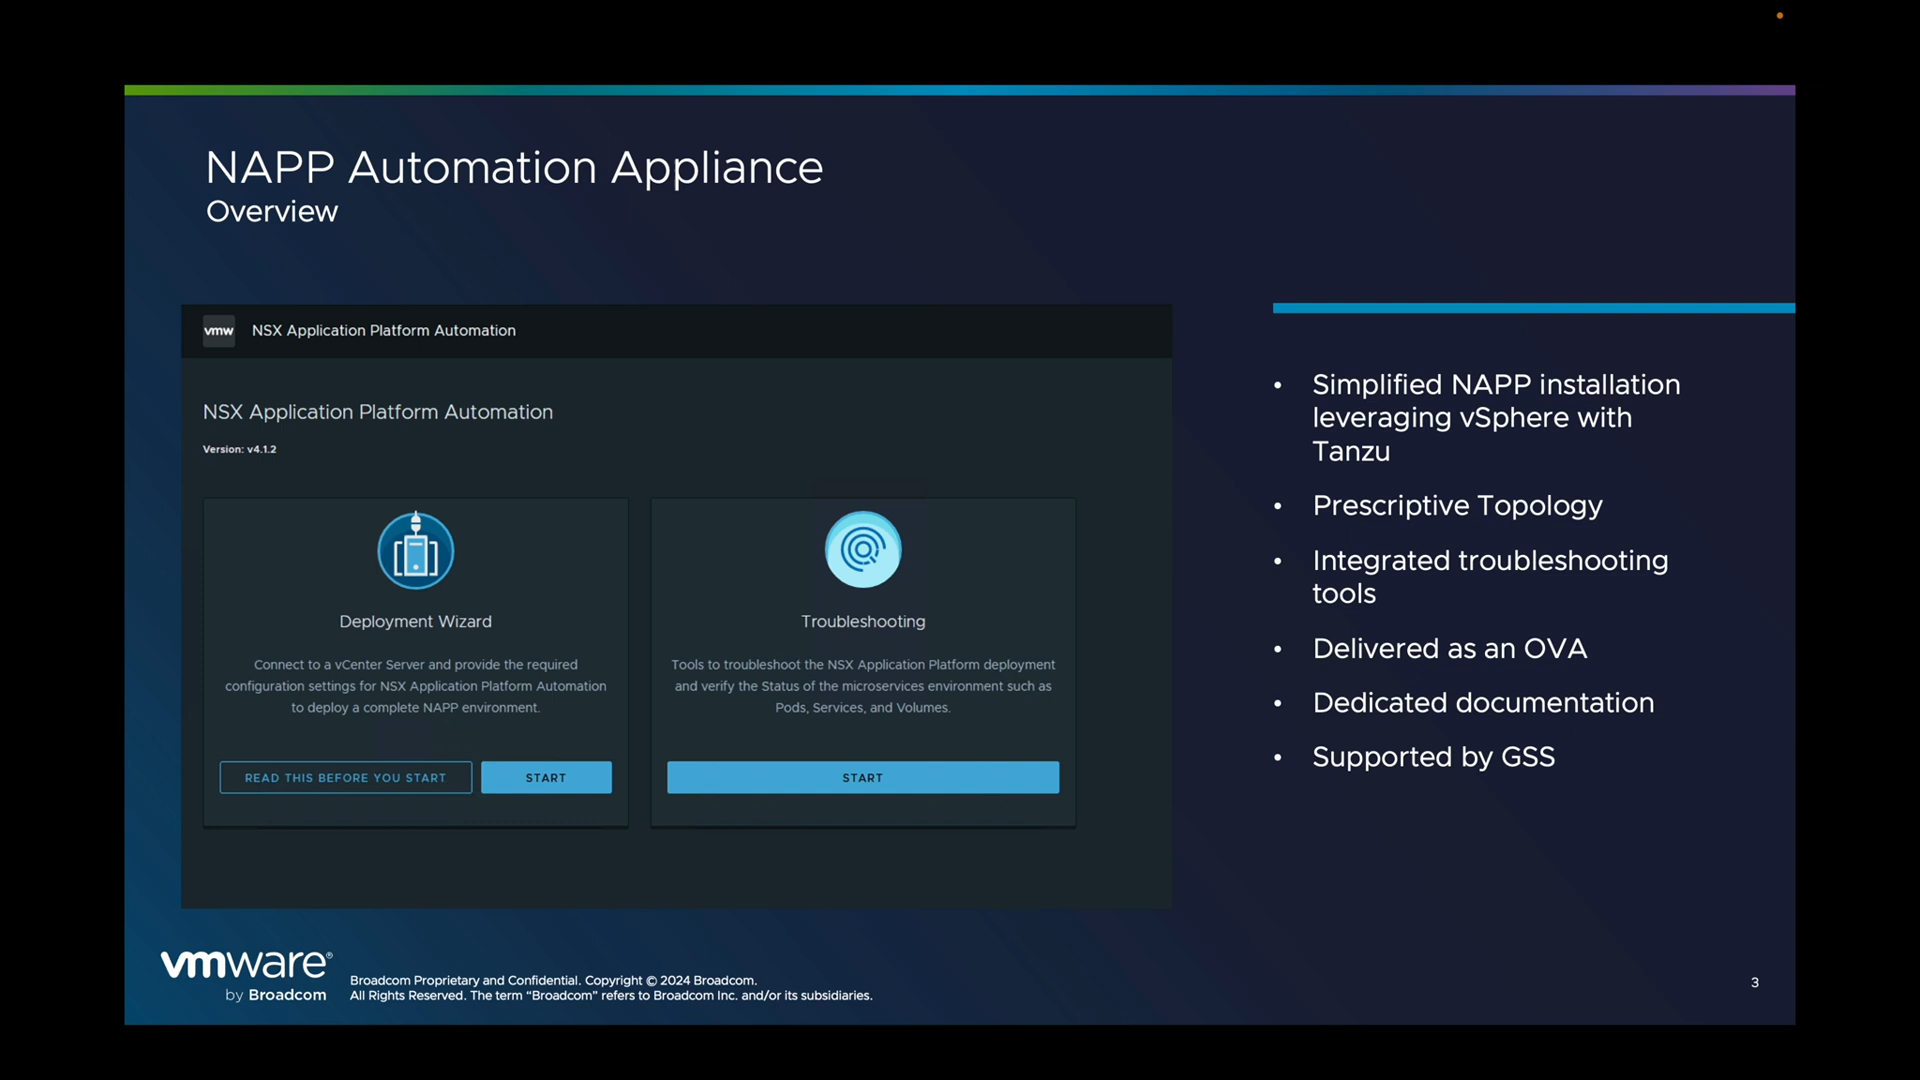 NAPP Automation Appliance
Overview
vmw NSX Application Platform Automation
NSX Application Platform Automation
Version: v4.1.2
Deployment Wizard
Connect to a vCenter Server and provide the required
configuration settings for NSX Application Platform Automation
to deploy a complete NAPP environment.
READ THIS BEFORE YOU START
START
Troubleshooting
Tools to troubleshoot the NSX Application Platform deployment
and verify the Status of the microservices environment such as
Pods, Services, and Volumes.
START
• Simplified NAPP installation
leveraging vSphere with
Tanzu
• Prescriptive Topology
• Integrated troubleshooting
tools
• Delivered as an OVA
• Dedicated documentation
• Supported by GSS
vmware®
by Broadcom
Broadcom Proprietary and Confidential. Copyright © 2024 Broadcom.
All Rights Reserved. The term “Broadcom” refers to Broadcom Inc. and/or its subsidiaries.
3